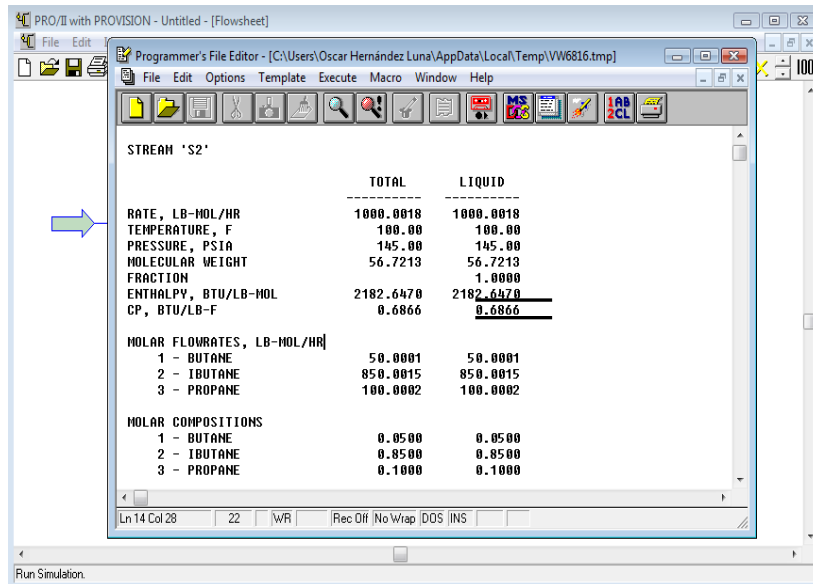 PRO/II with PROVISION - Untitled - [Flowsheet]
File Edit
Programmer's File Editor - [C:\Users\Oscar Hernández Luna\AppData\Local\Temp\VW6816.tmp]
File Edit Options Template Execute Macro Window Help
MS DOS 1AB 2CL
STREAM 'S2'
TOTAL LIQUID
---------- ----------
RATE, LB-MOL/HR 1000.0018 1000.0018
TEMPERATURE, F 100.00 100.00
PRESSURE, PSIA 145.00 145.00
MOLECULAR WEIGHT 56.7213 56.7213
FRACTION 1.0000
ENTHALPY, BTU/LB-MOL 2182.6470 2182.6470
CP, BTU/LB-F 0.6866 0.6866
MOLAR FLOWRATES, LB-MOL/HR
1 - BUTANE 50.0001 50.0001
2 - IBUTANE 850.0015 850.0015
3 - PROPANE 100.0002 100.0002
MOLAR COMPOSITIONS
1 - BUTANE 0.0500 0.0500
2 - IBUTANE 0.8500 0.8500
3 - PROPANE 0.1000 0.1000
Ln 14 Col 28 22 WR Rec Off No Wrap DOS INS
Run Simulation.